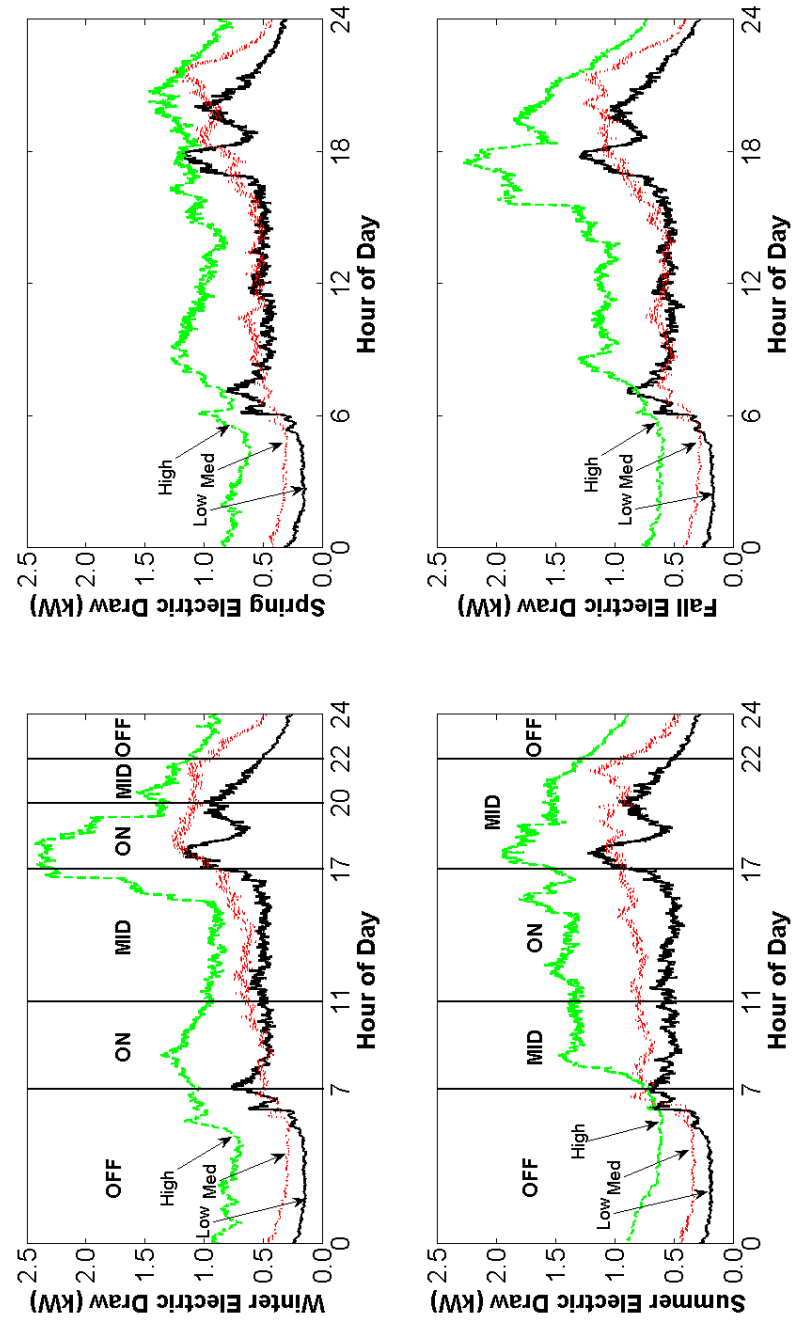 Winter Electric Draw (kW)
2.5
2.0
1.5
1.0
0.5
0.0
OFF
ON
MID
ON
MID
OFF
High
Med
Low
0
7
11
17
20
22
24
Hour of Day
Spring Electric Draw (kW)
2.5
2.0
1.5
1.0
0.5
0.0
High
Med
Low
0
6
12
18
24
Hour of Day
Summer Electric Draw (kW)
2.5
2.0
1.5
1.0
0.5
0.0
OFF
MID
ON
MID
OFF
High
Med
Low
0
7
11
17
22
24
Hour of Day
Fall Electric Draw (kW)
2.5
2.0
1.5
1.0
0.5
0.0
High
Med
Low
0
6
12
18
24
Hour of Day